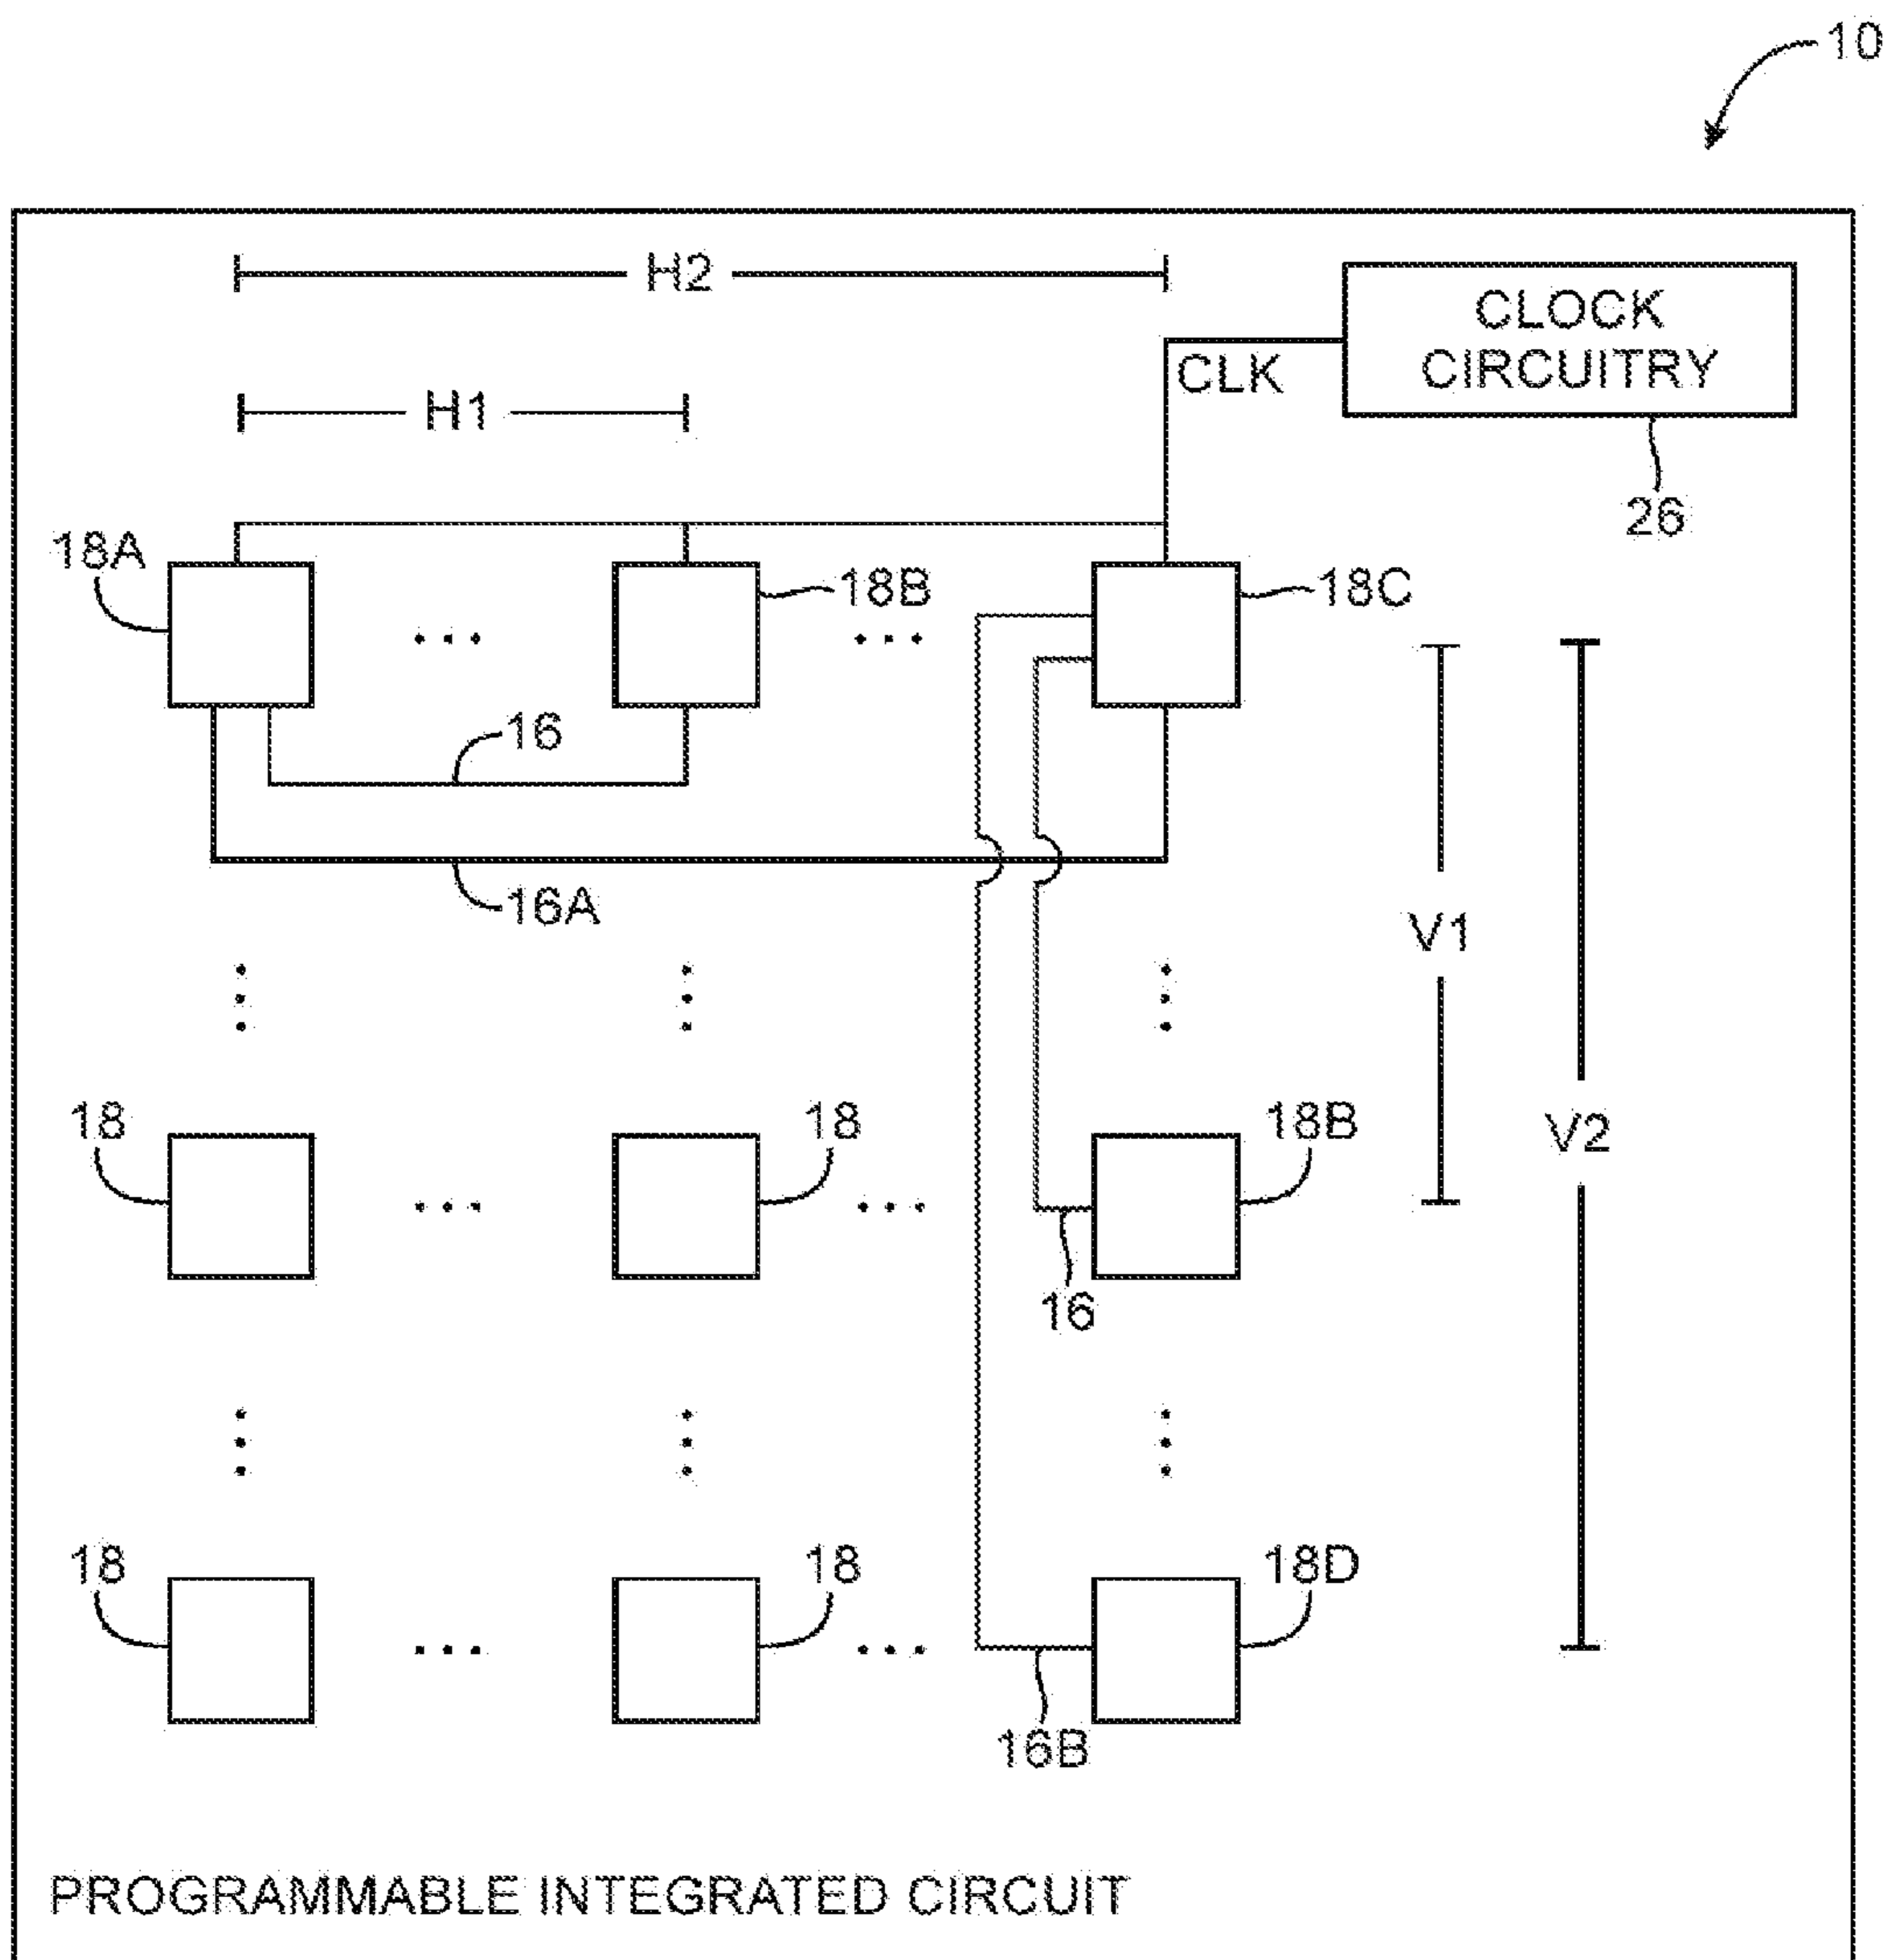 10
H2
CLOCK
CIRCUITRY
CLK
H1
26
18A
18B
18C
16
16A
V1
18
18
18B
V2
16
18
18
18D
16B
PROGRAMMABLE INTEGRATED CIRCUIT